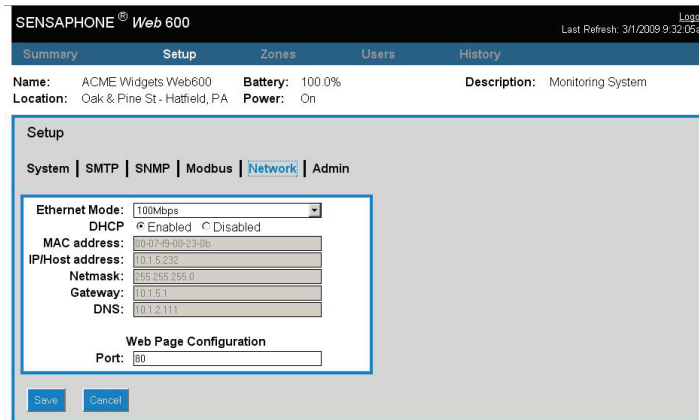 SENSAPHONE ® Web 600
Last Refresh: 3/1/2009 9:32:05a
Summary Setup Zones Users History
Name: ACME Widgets Web600 Battery: 100.0% Description: Monitoring System
Location: Oak & Pine St - Hatfield, PA Power: On
Setup
System | SMTP | SNMP | Modbus | Network | Admin
Ethernet Mode: 100Mbps
DHCP Enabled Disabled
MAC address: 00-07-f9-00-23-0b
IP/Host address: 10.1.5.232
Netmask: 255.255.255.0
Gateway: 10.1.5.1
DNS: 10.1.2.111
Web Page Configuration
Port: 80
Save Cancel